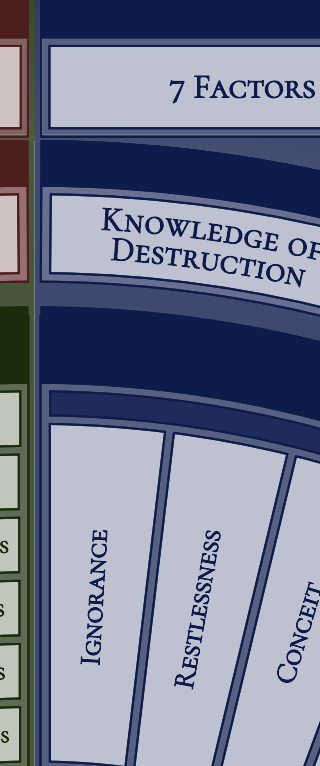 7 Factors
Knowledge of
Destruction
Ignorance
Restlessness
Conceit
s
s
s
s